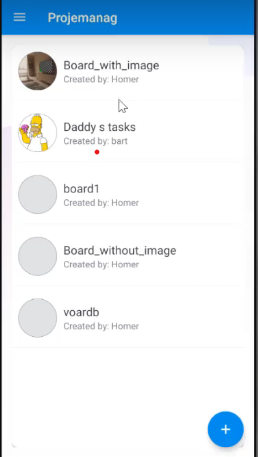 Projemanag
Board_with_image
Created by: Homer
Daddy s tasks
Created by: bart
board1
Created by: Homer
Board_without_image
Created by: Homer
voardb
Created by: Homer
+